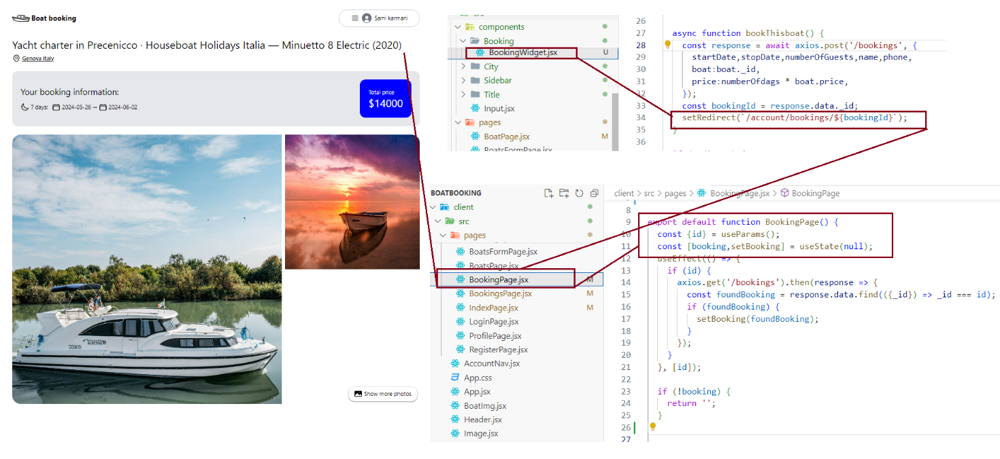 Boat booking
Sami karmani
Yacht charter in Precenicco · Houseboat Holidays Italia — Minuetto 8 Electric (2020)
Genova italy
Your booking information:
7 days: 2024-05-26 → 2024-06-02
Total price
$14000
Show more photos
components
Booking
BookingWidget.jsx U
City
Sidebar
Title
Input.jsx
pages
BoatPage.jsx M
BoatsFormPage.jsx
26
27 async function bookThisboat() {
28 const response = await axios.post('/bookings', {
29 startDate,stopDate,numberOfGuests,name,phone,
30 boat:boat._id,
31 price:numberOfdags * boat.price,
32 });
33 const bookingId = response.data._id;
34 setRedirect(`/account/bookings/${bookingId}`);
35 }
36
BOATBOOKING
client
src
pages
BoatsFormPage.jsx
BoatsPage.jsx
BookingPage.jsx M
BookingsPage.jsx M
IndexPage.jsx M
LoginPage.jsx
ProfilePage.jsx
RegisterPage.jsx
AccountNav.jsx
App.css
App.jsx
BoatImg.jsx
Header.jsx
Image.jsx
client > src > pages > BookingPage.jsx > BookingPage
8
9 export default function BookingPage() {
10 const {id} = useParams();
11 const [booking,setBooking] = useState(null);
12 useEffect(() => {
13 if (id) {
14 axios.get('/bookings').then(response => {
15 const foundBooking = response.data.find(({_id}) => _id === id);
16 if (foundBooking) {
17 setBooking(foundBooking);
18 }
19 });
20 }
21 }, [id]);
22
23 if (!booking) {
24 return '';
25 }
26
27